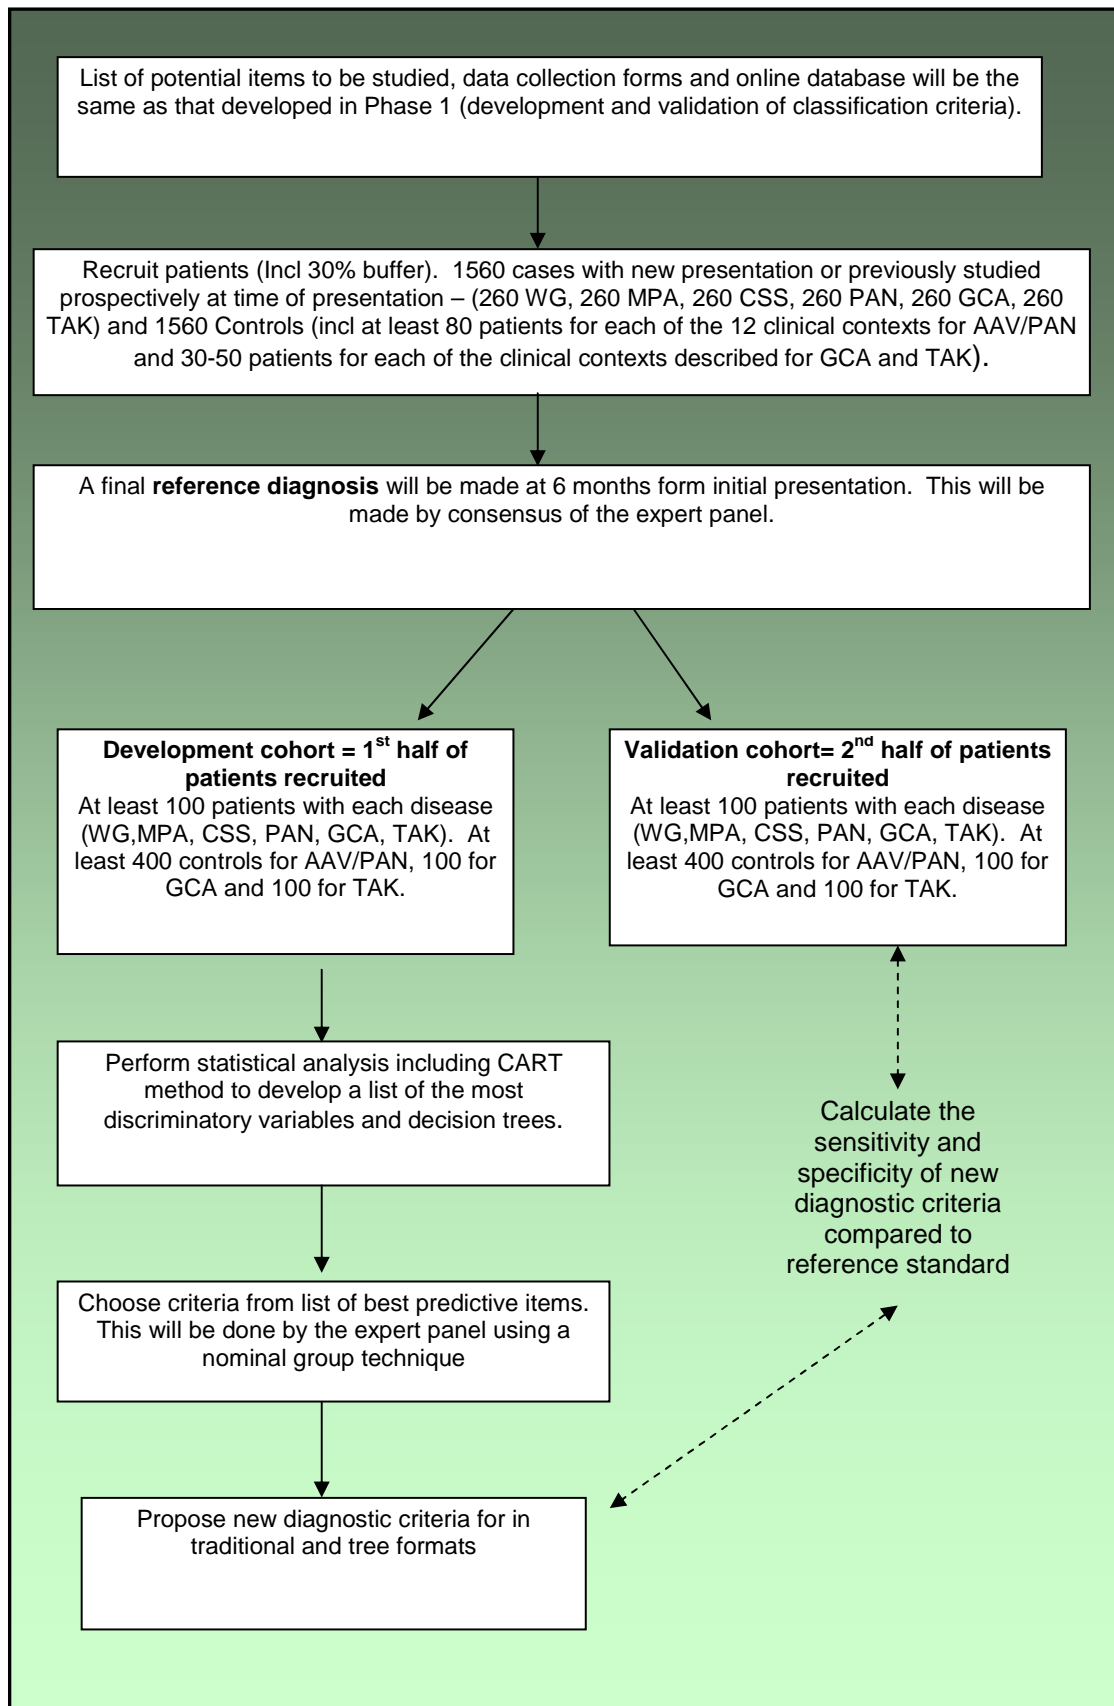 List of potential items to be studied, data collection forms and online database will be the
same as that developed in Phase 1 (development and validation of classification criteria).
Recruit patients (Incl 30% buffer).  1560 cases with new presentation or previously studied
prospectively at time of presentation – (260 WG, 260 MPA, 260 CSS, 260 PAN, 260 GCA, 260
TAK) and 1560 Controls (incl at least 80 patients for each of the 12 clinical contexts for AAV/PAN
and 30-50 patients for each of the clinical contexts described for GCA and TAK).
A final reference diagnosis will be made at 6 months form initial presentation.  This will be
made by consensus of the expert panel.
Development cohort = 1st half of
patients recruited
At least 100 patients with each disease
(WG,MPA, CSS, PAN, GCA, TAK).  At
least 400 controls for AAV/PAN, 100 for
GCA and 100 for TAK.
Validation cohort= 2nd half of patients
recruited
At least 100 patients with each disease
(WG,MPA, CSS, PAN, GCA, TAK).  At
least 400 controls for AAV/PAN, 100 for
GCA and 100 for TAK.
Perform statistical analysis including CART
method to develop a list of the most
discriminatory variables and decision trees.
Calculate the
sensitivity and
specificity of new
diagnostic criteria
compared to
reference standard
Choose criteria from list of best predictive items.
This will be done by the expert panel using a
nominal group technique
Propose new diagnostic criteria for in
traditional and tree formats